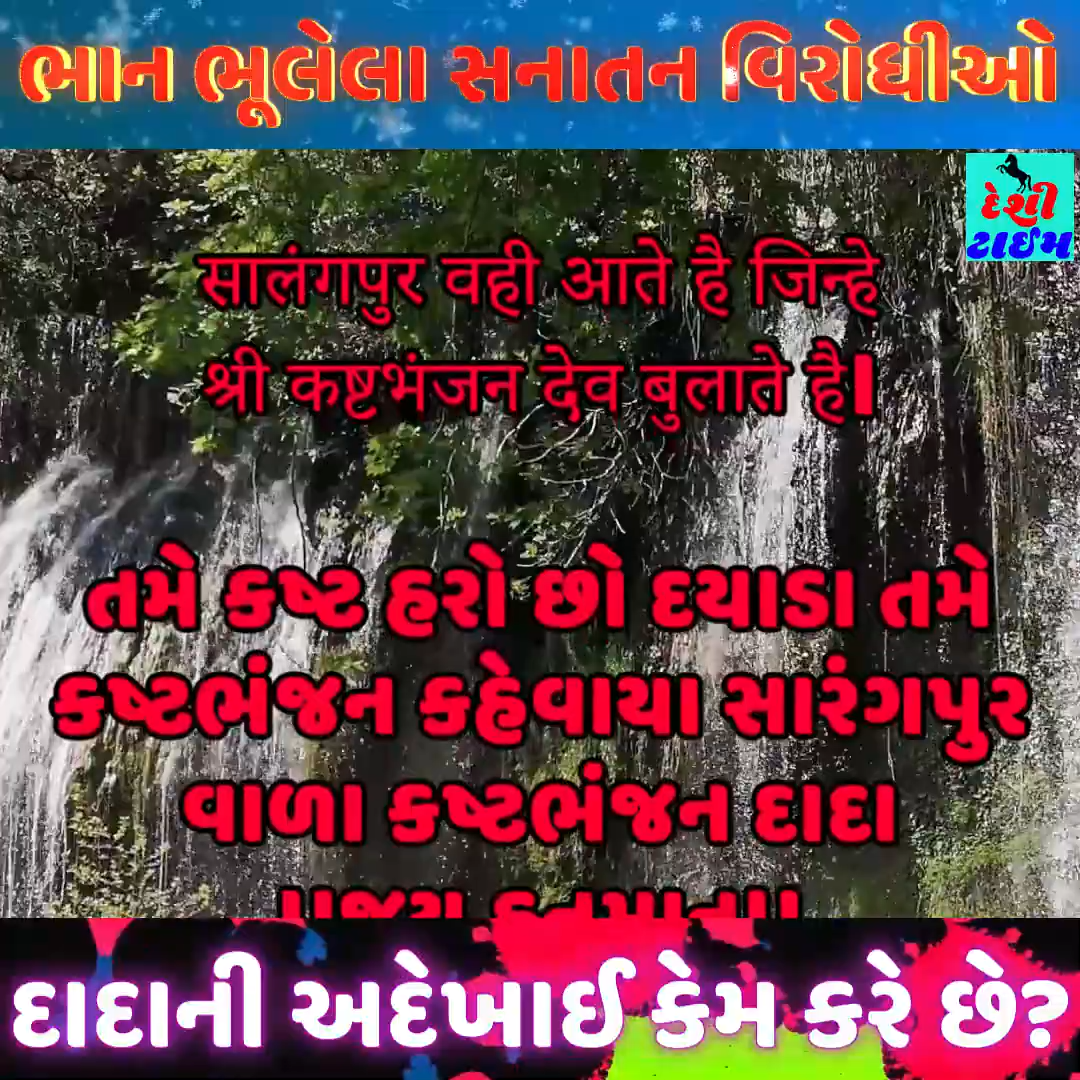 ભાન ભૂલેલા સનાતન વિરોધીઓ
દેશી
ટાઈમ
सालंगपुर वही आते है जिन्हे
श्री कष्टभंजन देव बुलाते है।
તમે કષ્ટ હરો છો દયાડા તમે
કષ્ટભંજન કહેવાયા સારંગપુર
વાળા કષ્ટભંજન દાદા
દાદાની અદેખાઈ કેમ કરે છે?